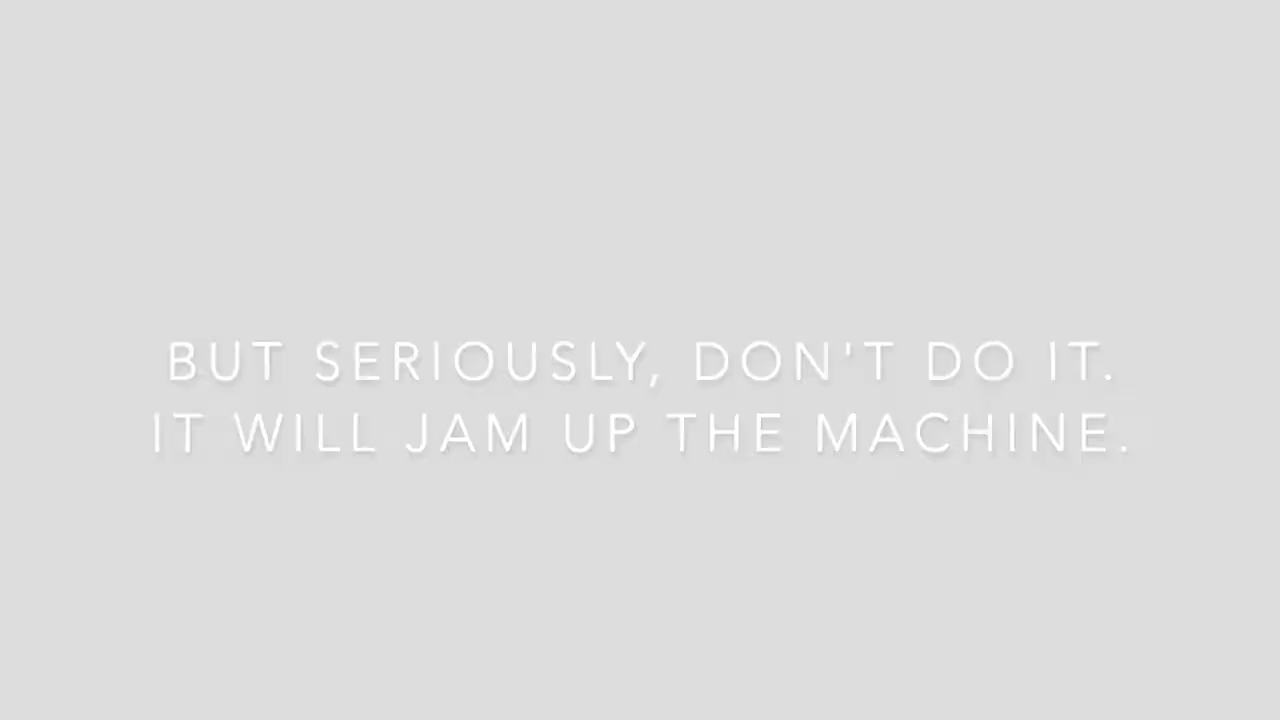 BUT SERIOUSLY, DON'T DO IT.
IT WILL JAM UP THE MACHINE.